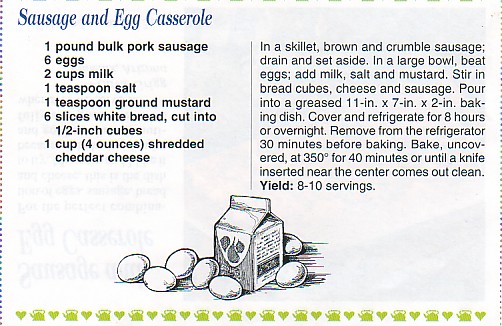 Sausage and Egg Casserole
1 pound bulk pork sausage
6 eggs
2 cups milk
1 teaspoon salt
1 teaspoon ground mustard
6 slices white bread, cut into
1/2-inch cubes
1 cup (4 ounces) shredded
cheddar cheese
In a skillet, brown and crumble sausage;
drain and set aside. In a large bowl, beat
eggs; add milk, salt and mustard. Stir in
bread cubes, cheese and sausage. Pour
into a greased 11-in. x 7-in. x 2-in. bak-
ing dish. Cover and refrigerate for 8 hours
or overnight. Remove from the refrigerator
30 minutes before baking. Bake, uncov-
ered, at 350° for 40 minutes or until a knife
inserted near the center comes out clean.
Yield: 8-10 servings.